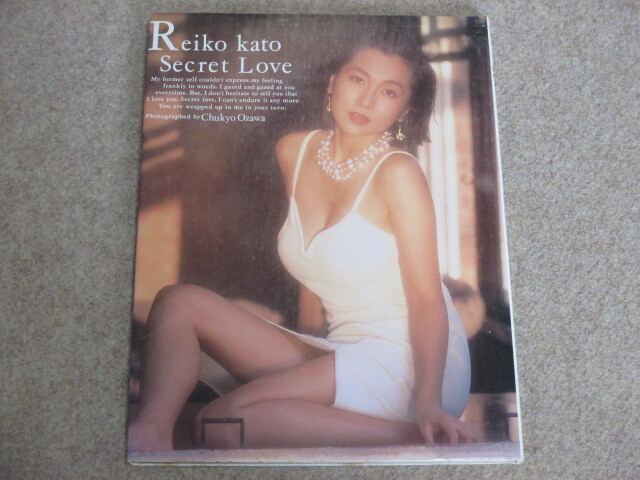 Reiko kato
Secret Love
My former self couldn't express my feeling
frankly in words. I gazed and gazed at you
everytime. But, I don't hesitate to tell you that
I love you. Secret love, I can't endure it any more.
You are wrapped up in me in your turn.
Photographed by Chukyo Ozawa